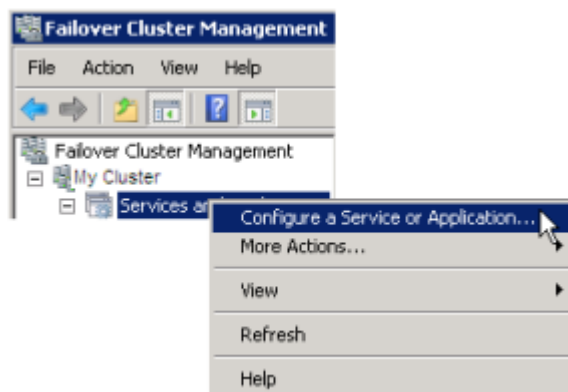 Failover Cluster Management
File Action View Help
Failover Cluster Management
My Cluster
Services
Configure a Service or Application...
More Actions...
View
Refresh
Help